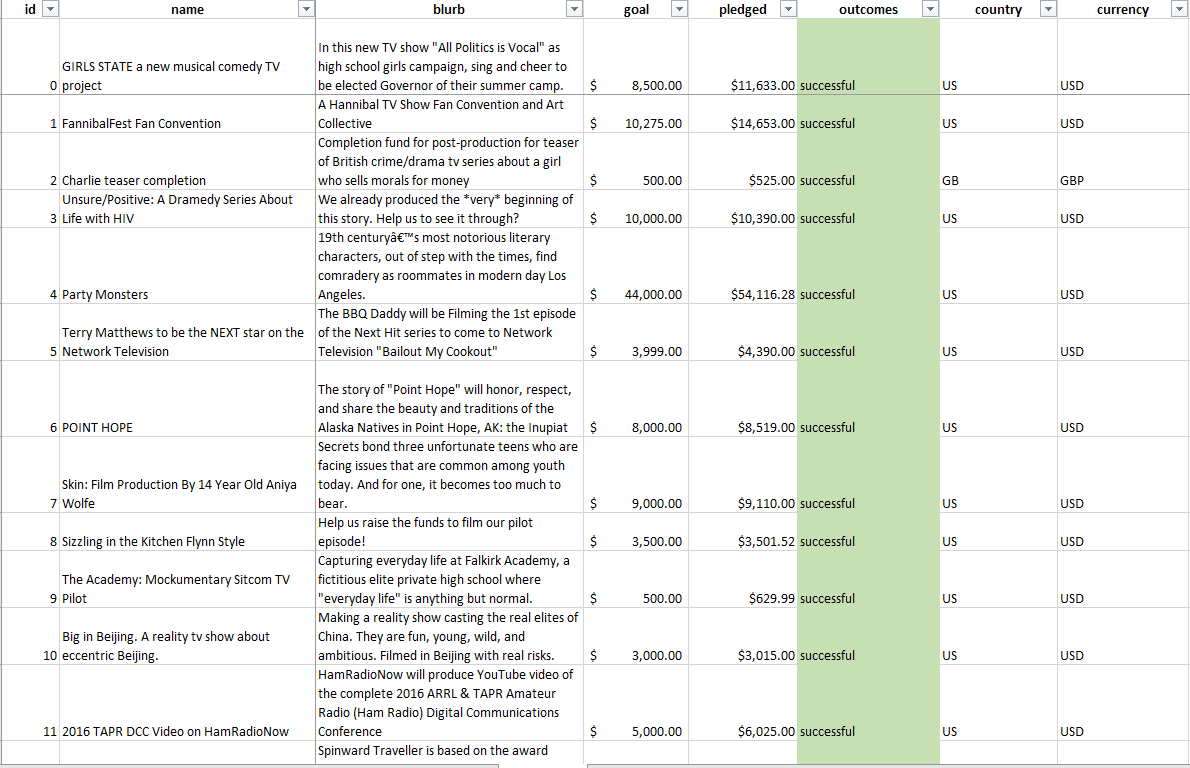 id name blurb goal pledged outcomes country currency
In this new TV show "All Politics is Vocal" as
GIRLS STATE a new musical comedy TV high school girls campaign, sing and cheer to
0 project be elected Governor of their summer camp. $ 8,500.00 $11,633.00 successful US USD
A Hannibal TV Show Fan Convention and Art
1 FannibalFest Fan Convention Collective $ 10,275.00 $14,653.00 successful US USD
Completion fund for post-production for teaser
of British crime/drama tv series about a girl
2 Charlie teaser completion who sells morals for money $ 500.00 $525.00 successful GB GBP
Unsure/Positive: A Dramedy Series About We already produced the *very* beginning of
3 Life with HIV this story. Help us to see it through? $ 10,000.00 $10,390.00 successful US USD
19th centuryâ€™s most notorious literary
characters, out of step with the times, find
comradery as roommates in modern day Los
4 Party Monsters Angeles. $ 44,000.00 $54,116.28 successful US USD
The BBQ Daddy will be Filming the 1st episode
Terry Matthews to be the NEXT star on the of the Next Hit series to come to Network
5 Network Television Television "Bailout My Cookout" $ 3,999.00 $4,390.00 successful US USD
The story of "Point Hope" will honor, respect,
and share the beauty and traditions of the
6 POINT HOPE Alaska Natives in Point Hope, AK: the Inupiat $ 8,000.00 $8,519.00 successful US USD
Secrets bond three unfortunate teens who are
facing issues that are common among youth
Skin: Film Production By 14 Year Old Aniya today. And for one, it becomes too much to
7 Wolfe bear. $ 9,000.00 $9,110.00 successful US USD
Help us raise the funds to film our pilot
8 Sizzling in the Kitchen Flynn Style episode! $ 3,500.00 $3,501.52 successful US USD
Capturing everyday life at Falkirk Academy, a
The Academy: Mockumentary Sitcom TV fictitious elite private high school where
9 Pilot "everyday life" is anything but normal. $ 500.00 $629.99 successful US USD
Making a reality show casting the real elites of
Big in Beijing. A reality tv show about China. They are fun, young, wild, and
10 eccentric Beijing. ambitious. Filmed in Beijing with real risks. $ 3,000.00 $3,015.00 successful US USD
HamRadioNow will produce YouTube video of
the complete 2016 ARRL & TAPR Amateur
Radio (Ham Radio) Digital Communications
11 2016 TAPR DCC Video on HamRadioNow Conference $ 5,000.00 $6,025.00 successful US USD
Spinward Traveller is based on the award